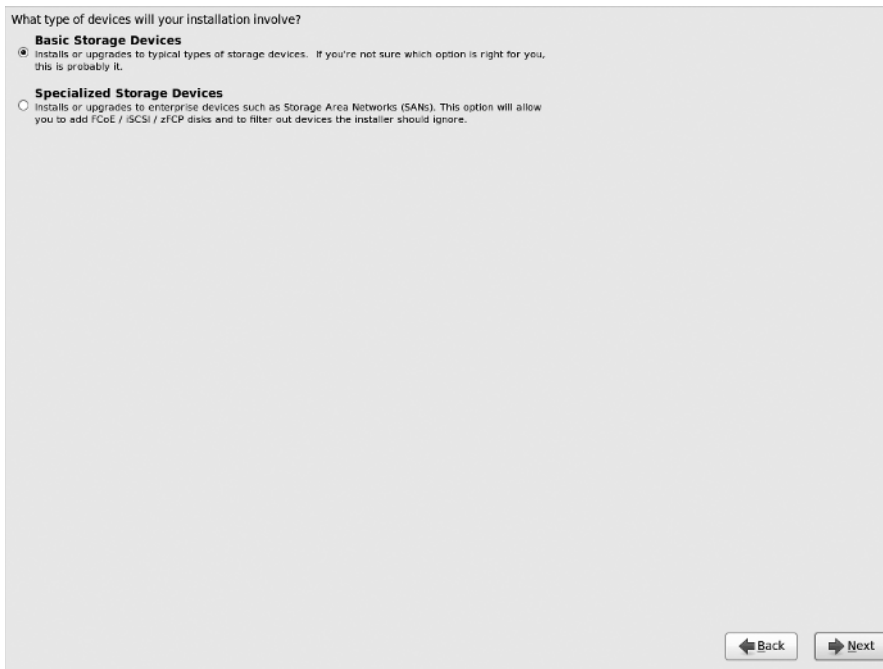 What type of devices will your installation involve?
Basic Storage Devices
Installs or upgrades to typical types of storage devices. If you're not sure which option is right for you,
this is probably it.
Specialized Storage Devices
Installs or upgrades to enterprise devices such as Storage Area Networks (SANs). This option will allow
you to add FCoE / iSCSI / zFCP disks and to filter out devices the installer should ignore.
Back
Next